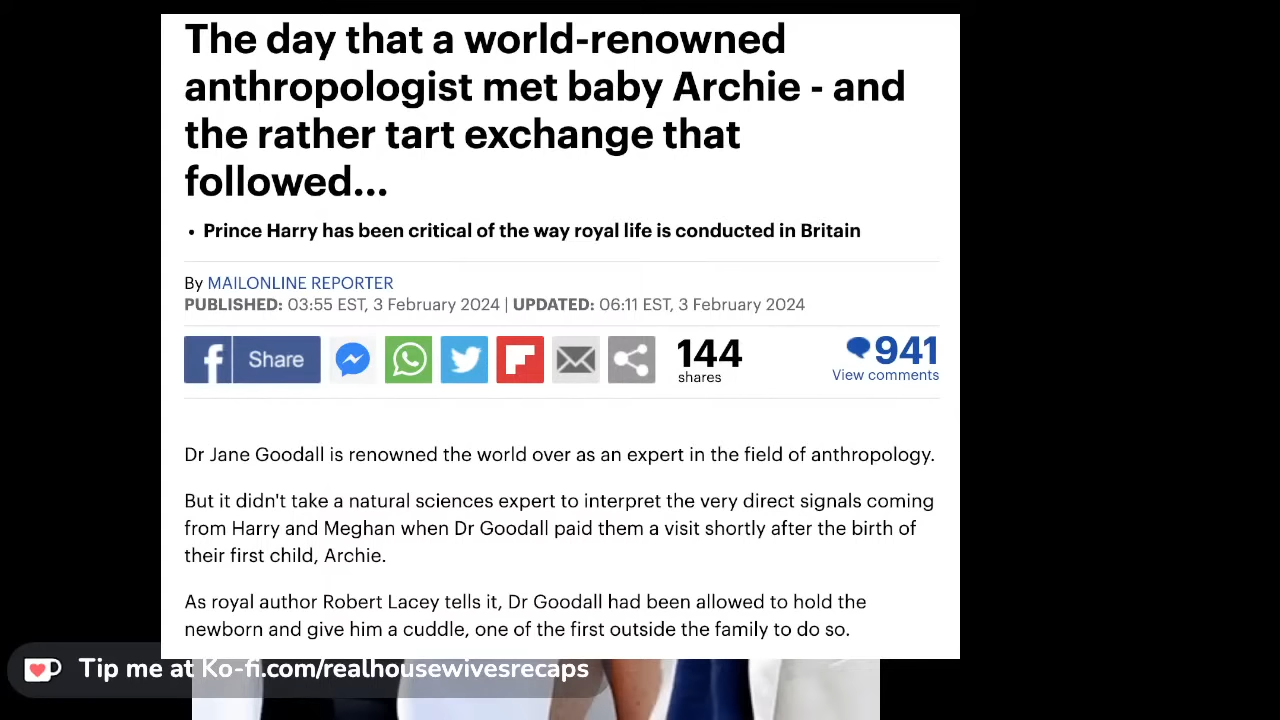 The day that a world-renowned
anthropologist met baby Archie - and
the rather tart exchange that
followed...
• Prince Harry has been critical of the way royal life is conducted in Britain
By MAILONLINE REPORTER
PUBLISHED: 03:55 EST, 3 February 2024 | UPDATED: 06:11 EST, 3 February 2024
Share
144
shares
941
View comments
Dr Jane Goodall is renowned the world over as an expert in the field of anthropology.
But it didn't take a natural sciences expert to interpret the very direct signals coming
from Harry and Meghan when Dr Goodall paid them a visit shortly after the birth of
their first child, Archie.
As royal author Robert Lacey tells it, Dr Goodall had been allowed to hold the
newborn and give him a cuddle, one of the first outside the family to do so.
Tip me at Ko-fi.com/realhousewivesrecaps